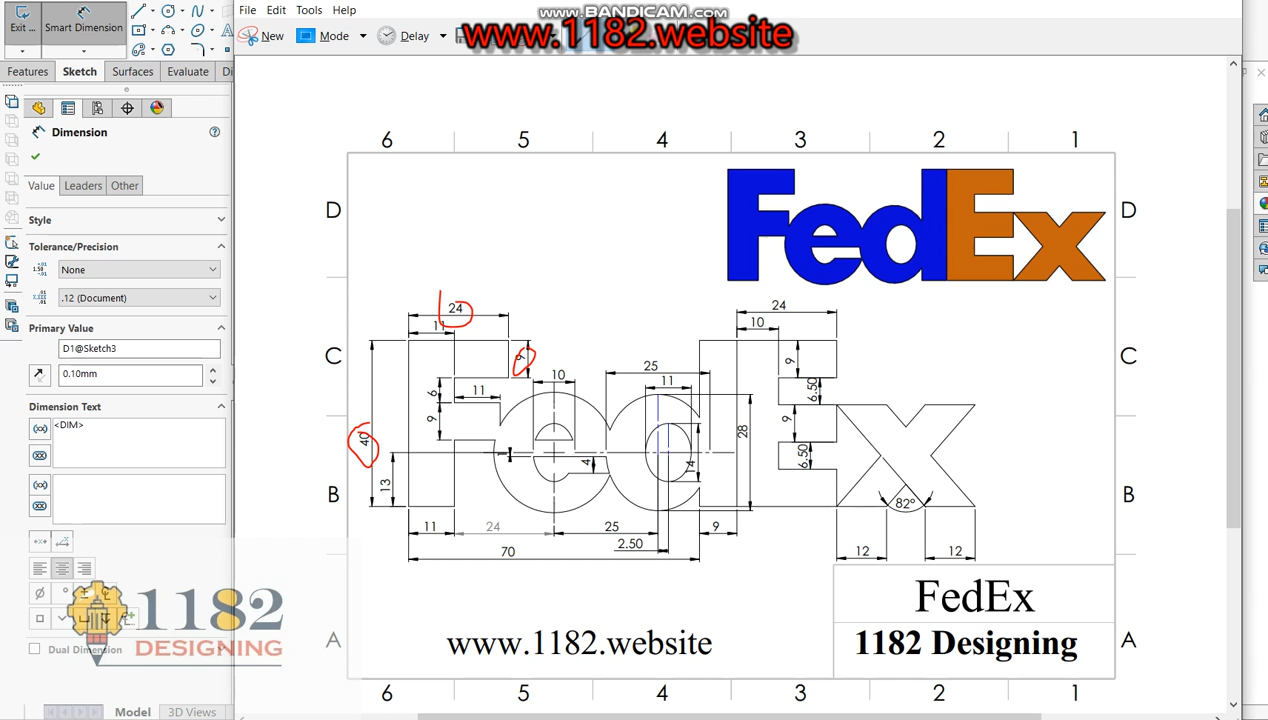 www.BANDICAM.com
File Edit Tools Help
Exit ...
Smart Dimension
New Mode Delay
www.1182.website
Features Sketch Surfaces Evaluate Di
Dimension
Value Leaders Other
Style
Tolerance/Precision
None
.12 (Document)
Primary Value
D1@Sketch3
0.10mm
Dimension Text
<DIM>
Dual Dimension
Model 3D Views
1182
DESIGNING
6 5 4 3 2 1
D D
FedEx
24 24
11 10
C C
9 9
25
10 11
6 11 6.50
9 9
40 28
1 4 14 6.50
13
B B
82°
11 24 25 9
2.50
12 12
70
FedEx
www.1182.website
1182 Designing
A A
6 5 4 3 2 1